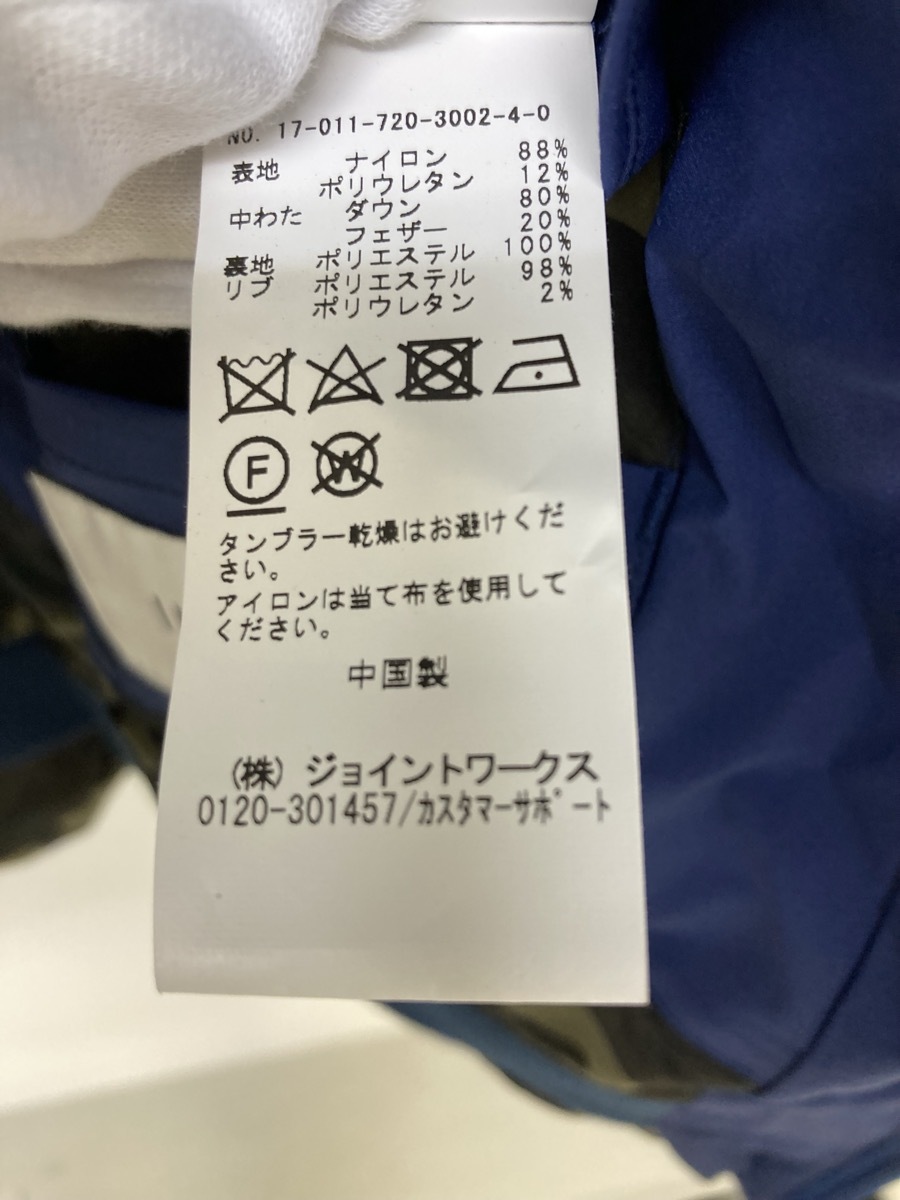 NO. 17-011-720-3002-4-0
表地 ナイロン 88%
ポリウレタン 12%
中わた ダウン 80%
フェザー 20%
裏地 ポリエステル 100%
リブ ポリエステル 98%
ポリウレタン 2%
F W
タンブラー乾燥はお避けくだ
さい。
アイロンは当て布を使用して
ください。
中国製
(株) ジョイントワークス
0120-301457/カスタマーサポート